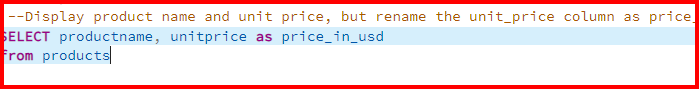 --Display product name and unit price, but rename the unit_price column as price_
SELECT productname, unitprice as price_in_usd
from products